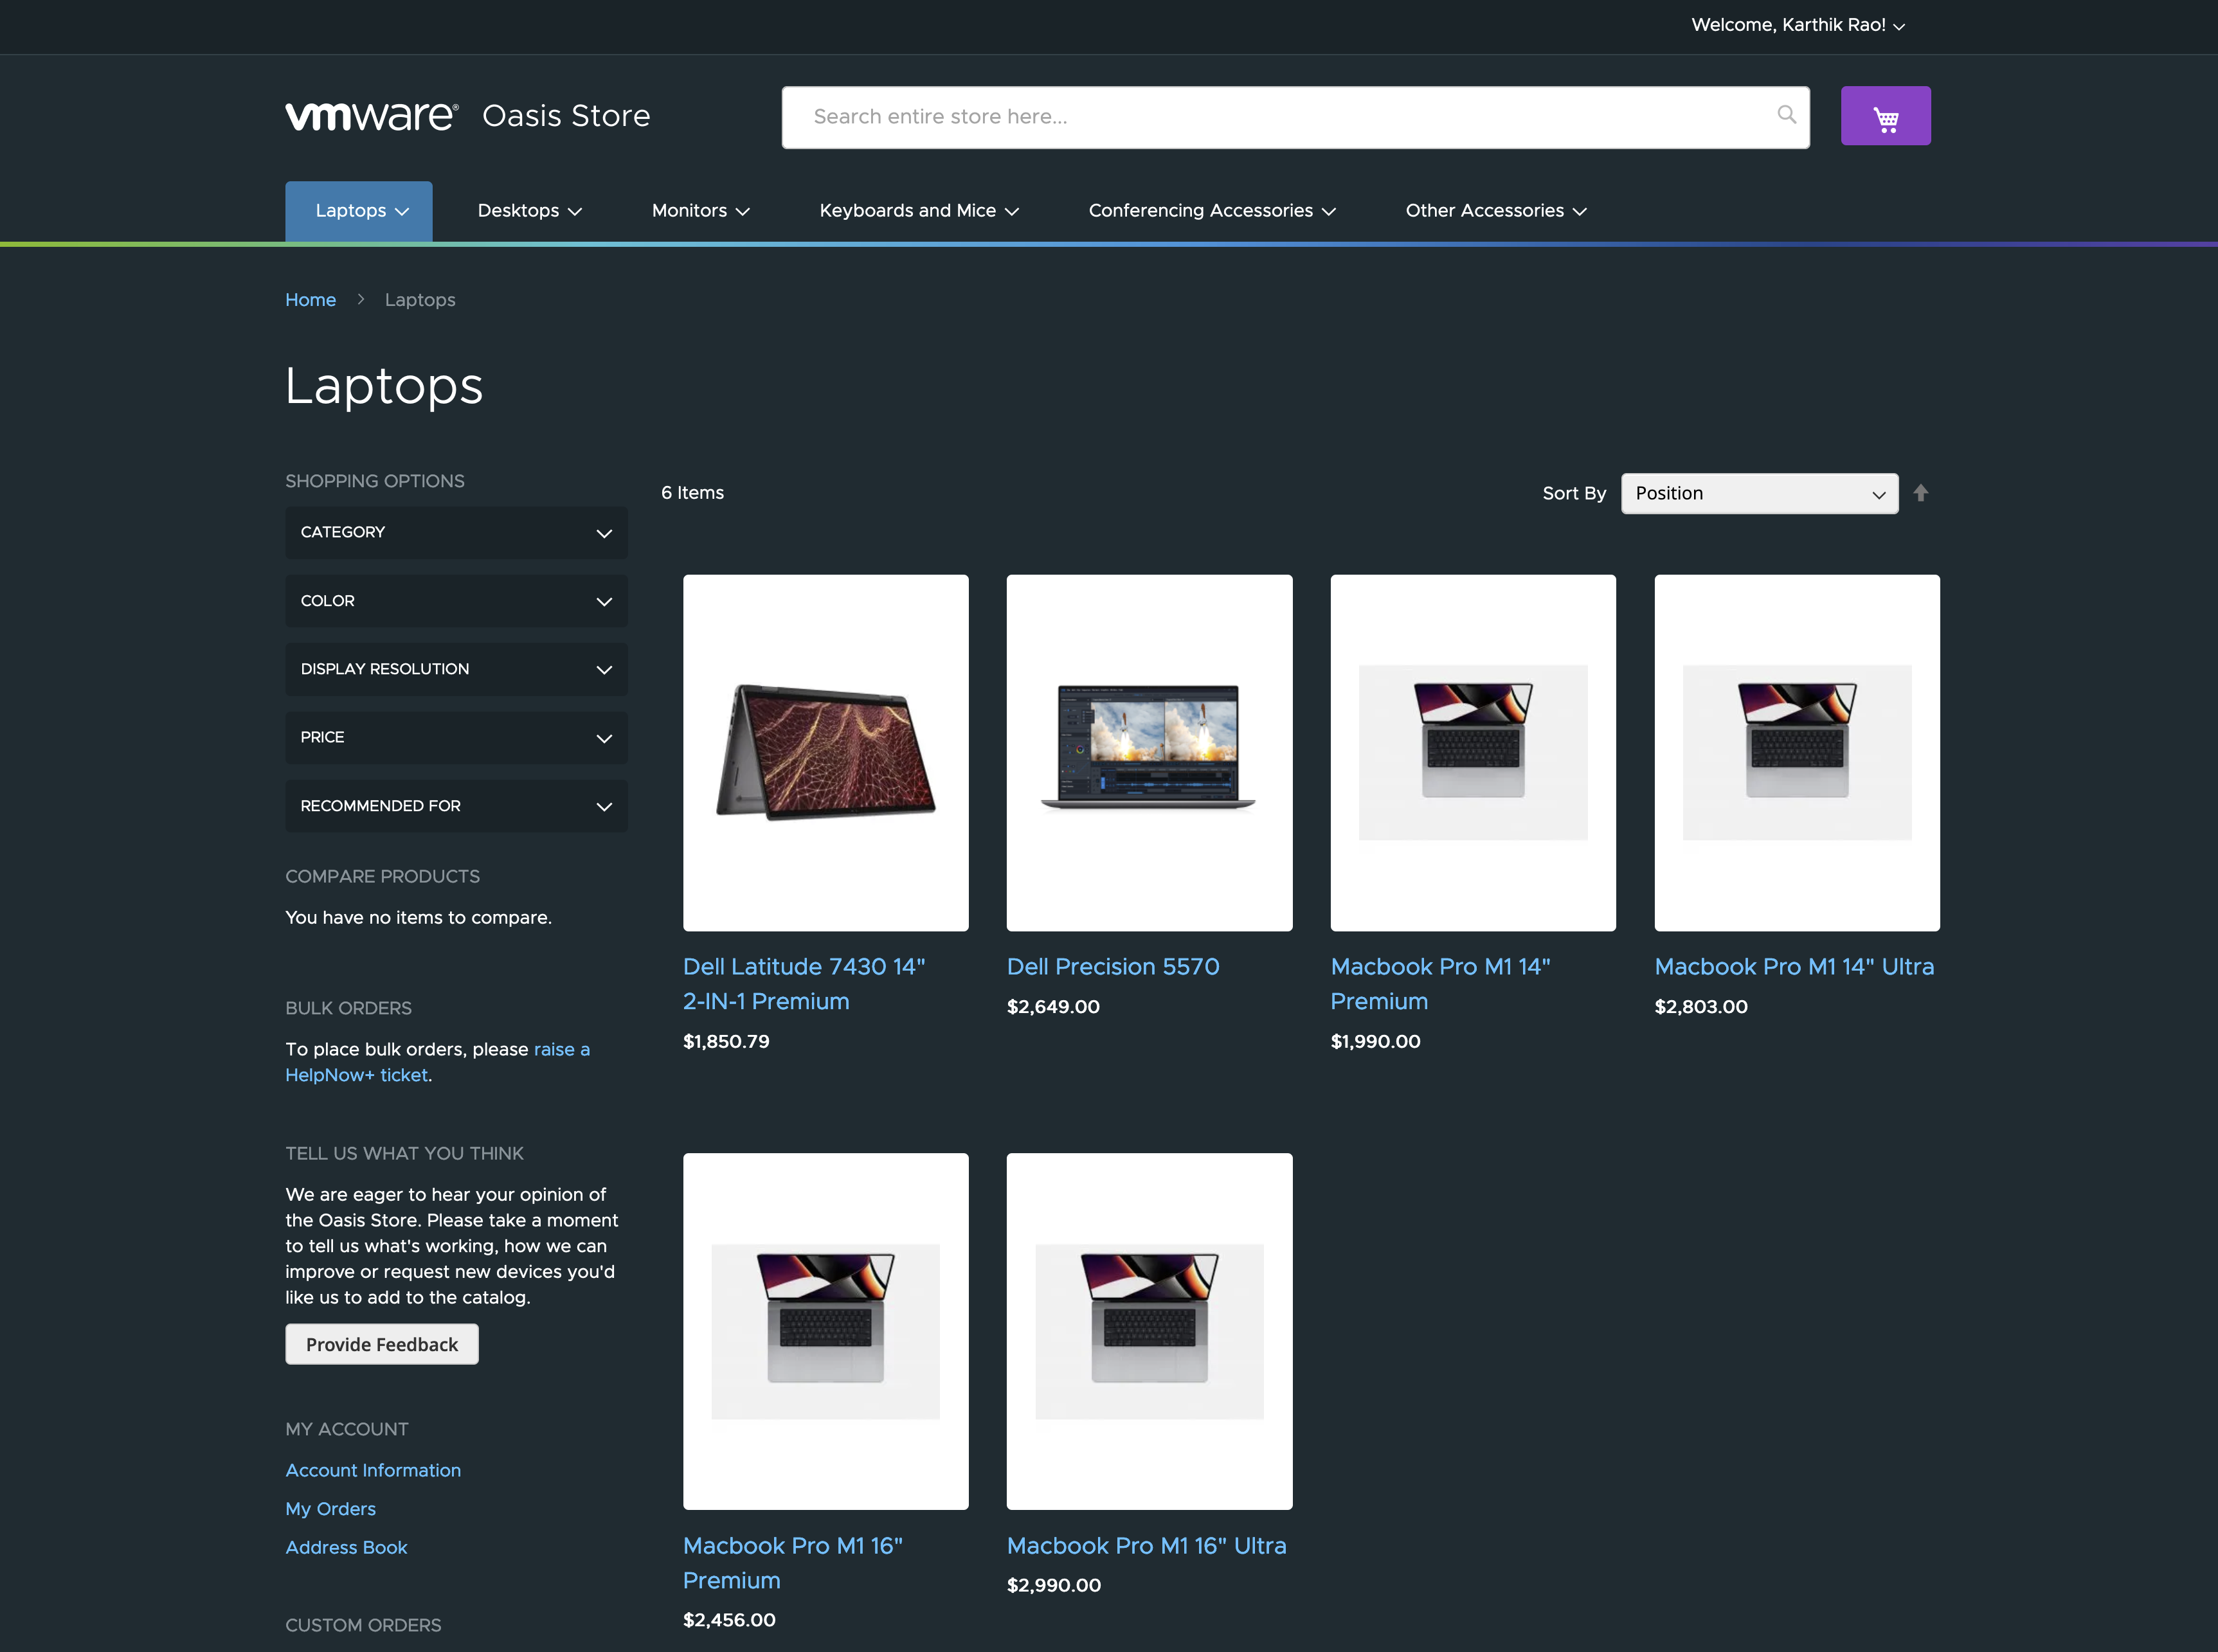 Welcome, Karthik Rao!
vmware® Oasis Store
Search entire store here...
Laptops Desktops Monitors Keyboards and Mice Conferencing Accessories Other Accessories
Home Laptops
Laptops
SHOPPING OPTIONS
CATEGORY
COLOR
DISPLAY RESOLUTION
PRICE
RECOMMENDED FOR
COMPARE PRODUCTS
You have no items to compare.
BULK ORDERS
To place bulk orders, please raise a
HelpNow+ ticket.
TELL US WHAT YOU THINK
We are eager to hear your opinion of
the Oasis Store. Please take a moment
to tell us what's working, how we can
improve or request new devices you'd
like us to add to the catalog.
Provide Feedback
MY ACCOUNT
Account Information
My Orders
Address Book
CUSTOM ORDERS
6 Items
Sort By Position
Dell Latitude 7430 14"
2-IN-1 Premium
$1,850.79
Dell Precision 5570
$2,649.00
Macbook Pro M1 14"
Premium
$1,990.00
Macbook Pro M1 14" Ultra
$2,803.00
Macbook Pro M1 16"
Premium
$2,456.00
Macbook Pro M1 16" Ultra
$2,990.00